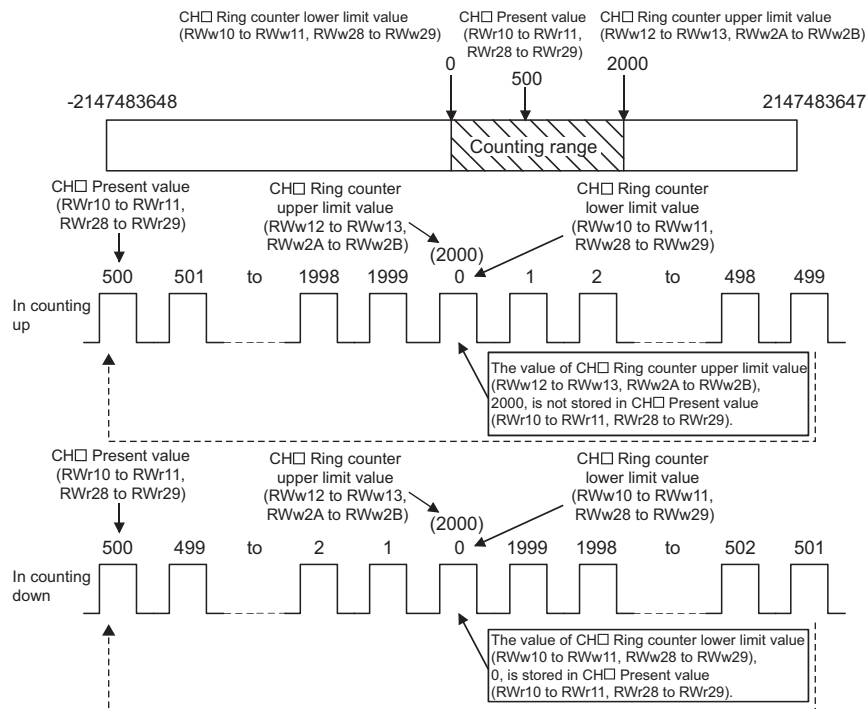 CH□ Ring counter lower limit value
(RWw10 to RWw11, RWw28 to RWw29)
CH□ Present value
(RWr10 to RWr11,
RWr28 to RWr29)
CH□ Ring counter upper limit value
(RWw12 to RWw13, RWw2A to RWw2B)
0
500
2000
-2147483648
2147483647
Counting range
CH□ Present value
(RWr10 to RWr11,
RWr28 to RWr29)
CH□ Ring counter
upper limit value
(RWw12 to RWw13,
RWw2A to RWw2B)
CH□ Ring counter
lower limit value
(RWw10 to RWw11,
RWw28 to RWw29)
(2000)
500 501 to 1998 1999 0 1 2 to 498 499
In counting
up
The value of CH□ Ring counter upper limit value
(RWw12 to RWw13, RWw2A to RWw2B),
2000, is not stored in CH□ Present value
(RWr10 to RWr11, RWr28 to RWr29).
CH□ Present value
(RWr10 to RWr11,
RWr28 to RWr29)
CH□ Ring counter
upper limit value
(RWw12 to RWw13,
RWw2A to RWw2B)
CH□ Ring counter
lower limit value
(RWw10 to RWw11,
RWw28 to RWw29)
(2000)
500 499 to 2 1 0 1999 1998 to 502 501
In counting
down
The value of CH□ Ring counter lower limit value
(RWw10 to RWw11, RWw28 to RWw29),
0, is stored in CH□ Present value
(RWr10 to RWr11, RWr28 to RWr29).